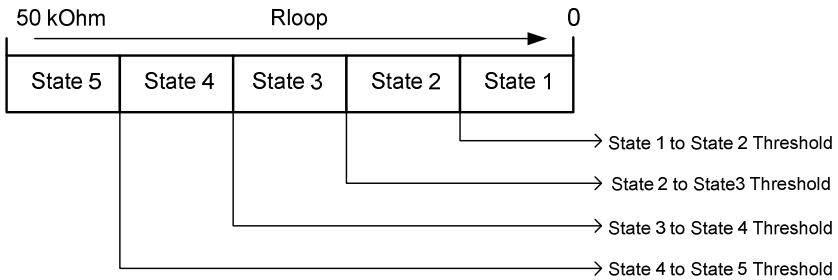 50 kOhm Rloop 0
State 5 State 4 State 3 State 2 State 1
State 1 to State 2 Threshold
State 2 to State3 Threshold
State 3 to State 4 Threshold
State 4 to State 5 Threshold